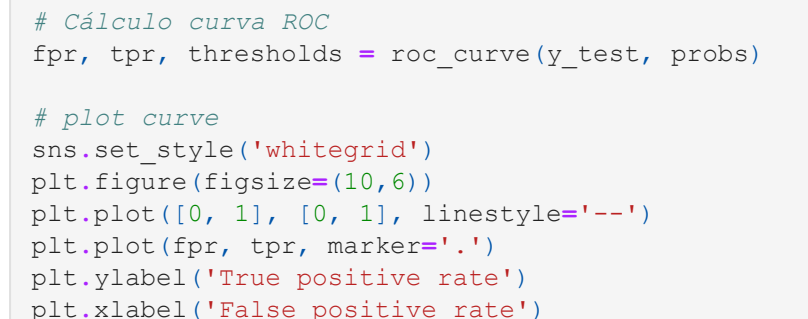 # Cálculo curva ROC
fpr, tpr, thresholds = roc_curve(y_test, probs)
# plot curve
sns.set_style('whitegrid')
plt.figure(figsize=(10,6))
plt.plot([0, 1], [0, 1], linestyle='--')
plt.plot(fpr, tpr, marker='.')
plt.ylabel('True positive rate')
plt.xlabel('False positive rate')